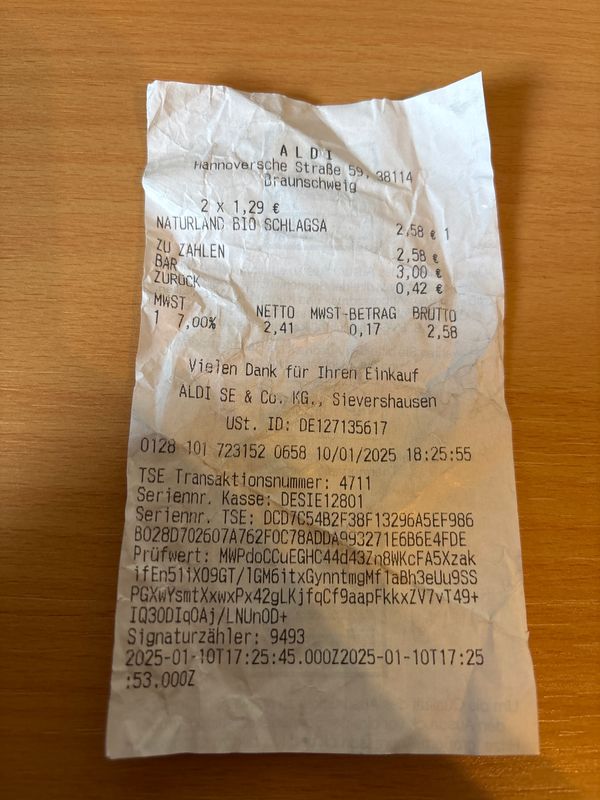 ALDI
Hannoversche Straße 59, 38114
Braunschweig
2 x 1,29 €
NATURLAND BIO SCHLAGSA 2,58 € 1
ZU ZAHLEN 2,58 €
BAR 3,00 €
ZURÜCK 0,42 €
MWST NETTO MWST-BETRAG BRUTTO
1 7,00% 2,41 0,17 2,58
Vielen Dank für Ihren Einkauf
ALDI SE & Co. KG., Sievershausen
USt. ID: DE127135617
0128 101 723152 0658 10/01/2025 18:25:55
TSE Transaktionsnummer: 4711
Seriennr. Kasse: DESIE12801
Seriennr. TSE: DCD7C54B2F38F13296A5EF986
B028D702607A762F0C78ADDA993271E6B6E4FDE
Prüfwert: MWPdoCCuEGHC44d43Zn8WKcFA5Xzak
ifEn51iX09GT/1GM6itxGynntmgMf1aBh3eUu9SS
PGXwYsmtXxwxPx42gLKjfqCf9aapFkkxZV7vT49+
IQ30DIqOAj/LNUnOD+
Signaturzähler: 9493
2025-01-10T17:25:45.000Z2025-01-10T17:25
:53.000Z